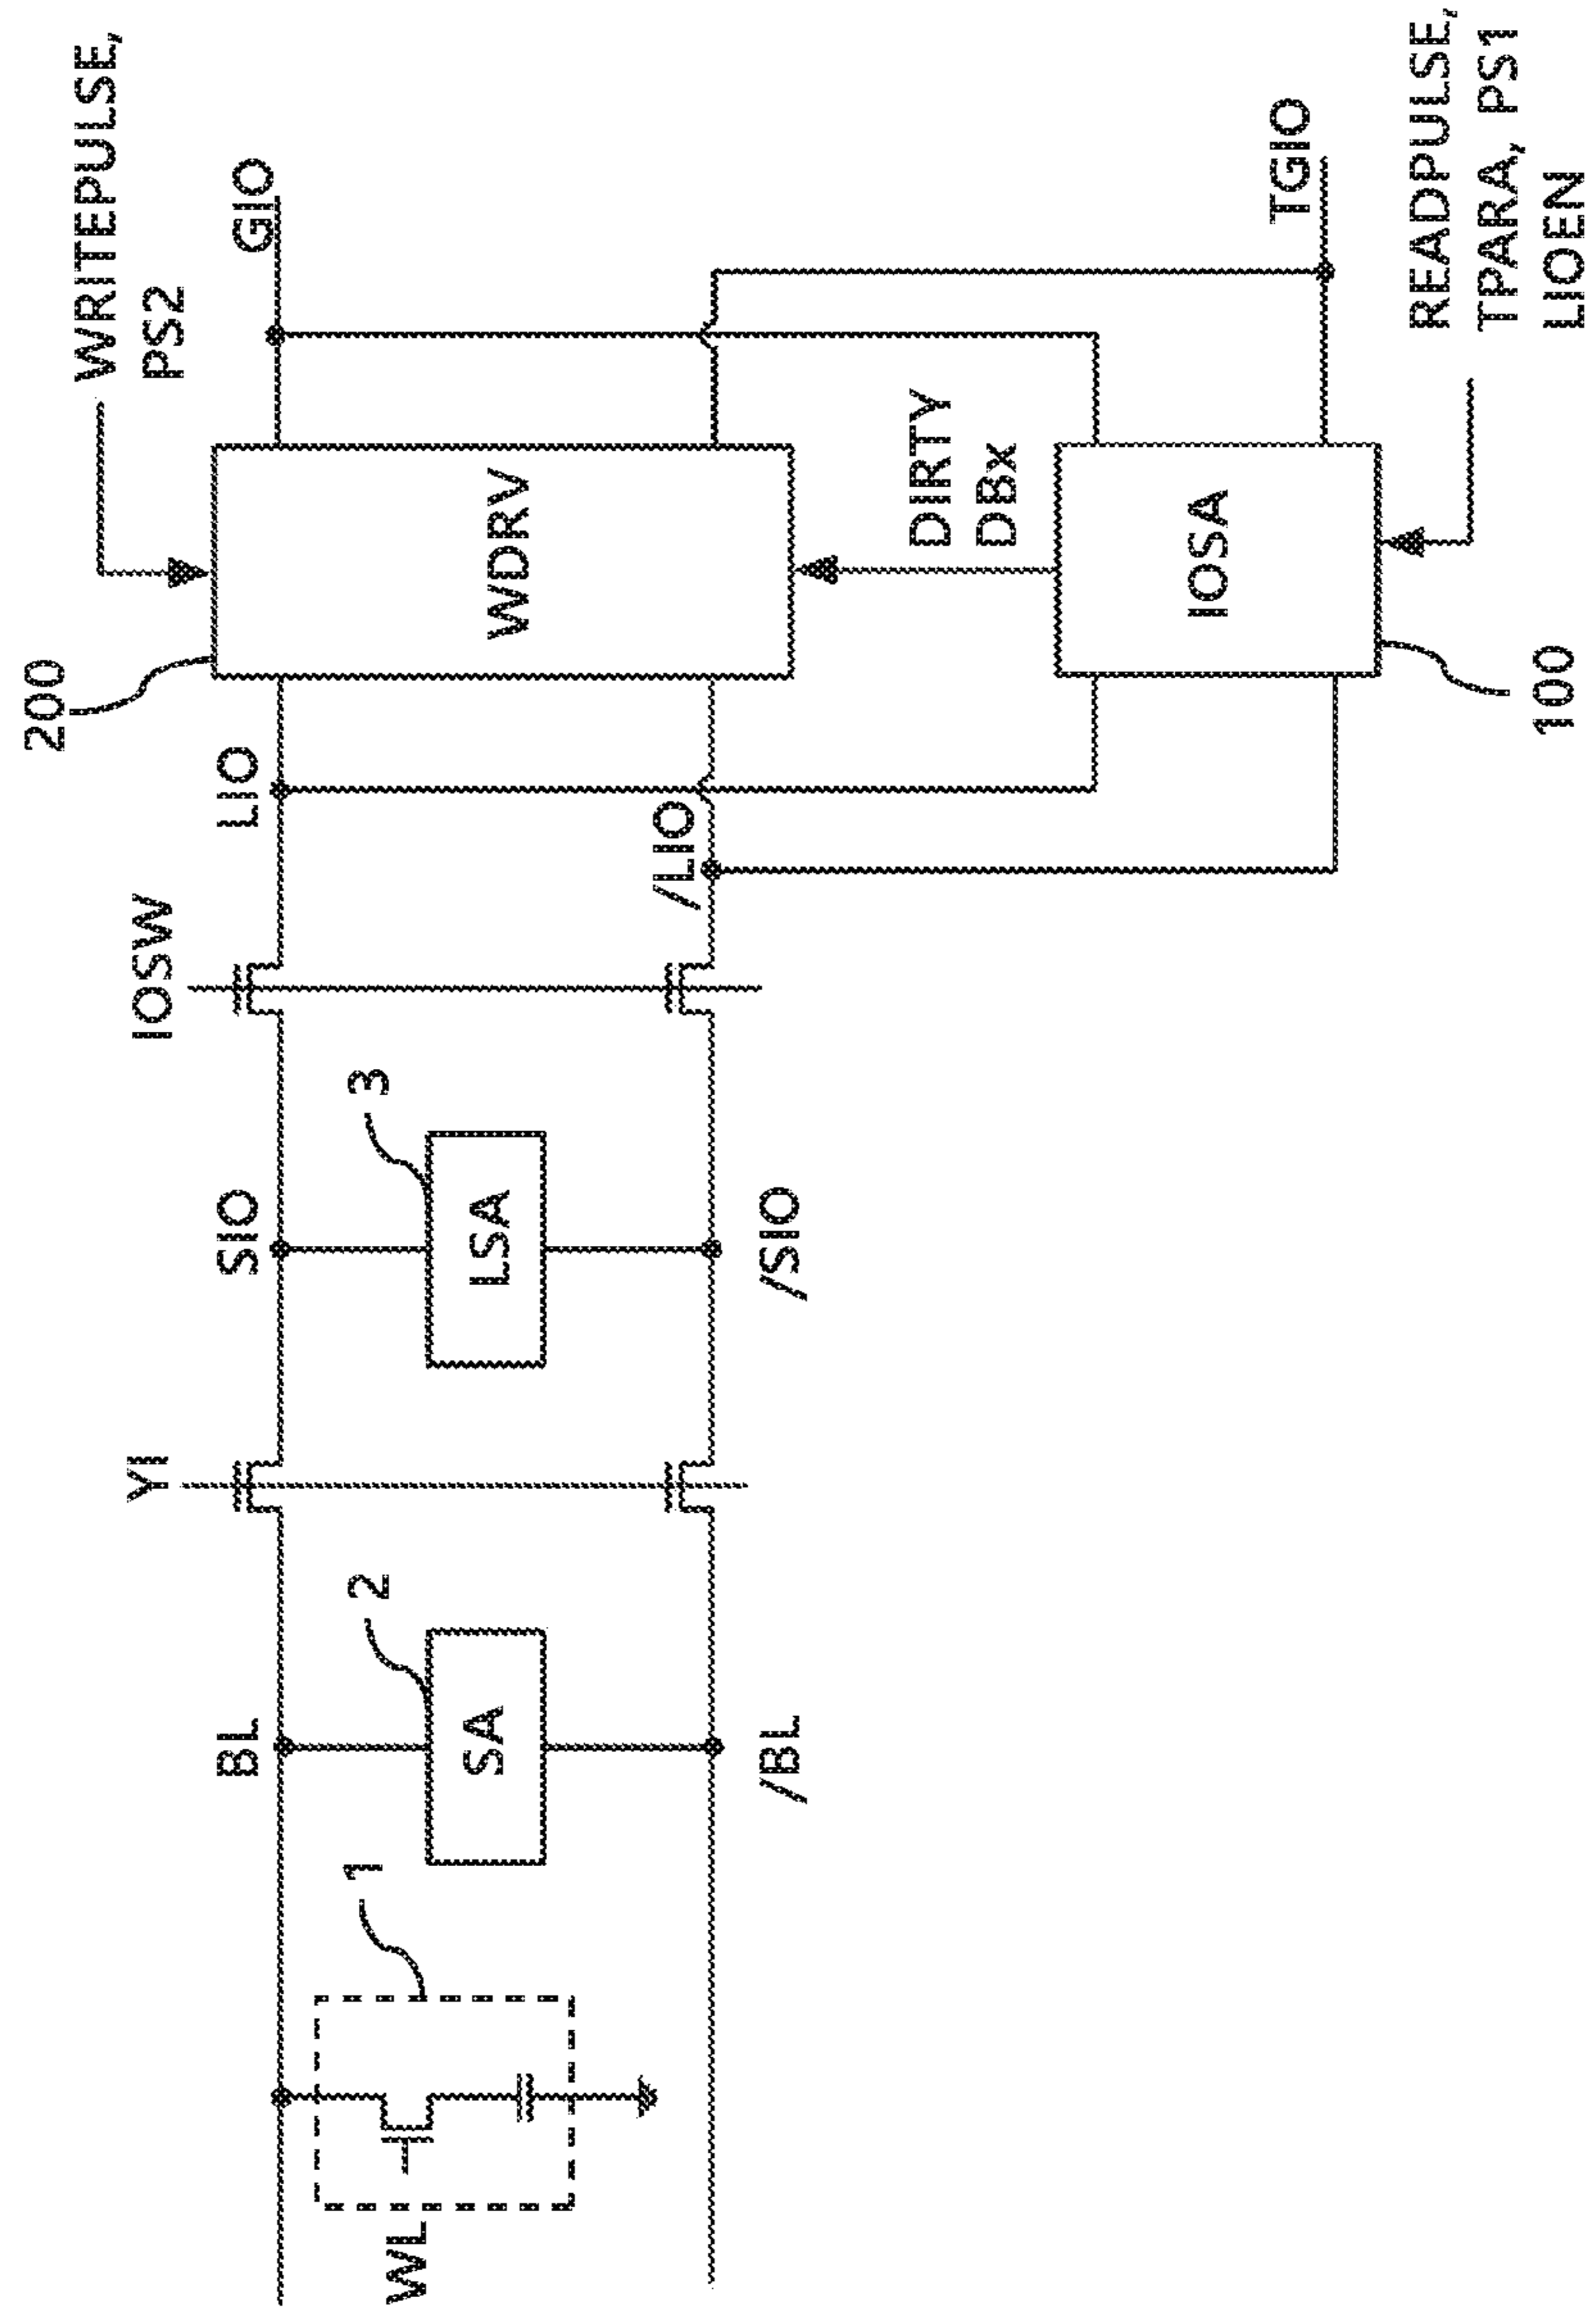 WL
1
BL
SA
2
/BL
YI
SIO
LSA
3
/SIO
IOSW
LIO
/LIO
200
WDRV
WRITEPULSE,
PS2
GIO
DIRTY
DBx
IOSA
100
TGIO
READPULSE,
TPARA, PS1
LIOEN